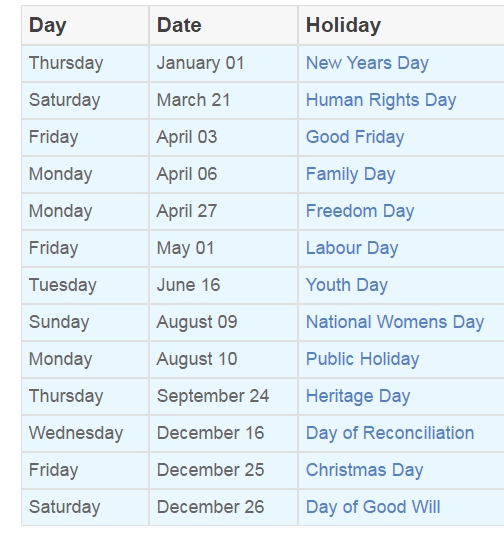 Day Date Holiday
Thursday January 01 New Years Day
Saturday March 21 Human Rights Day
Friday April 03 Good Friday
Monday April 06 Family Day
Monday April 27 Freedom Day
Friday May 01 Labour Day
Tuesday June 16 Youth Day
Sunday August 09 National Womens Day
Monday August 10 Public Holiday
Thursday September 24 Heritage Day
Wednesday December 16 Day of Reconciliation
Friday December 25 Christmas Day
Saturday December 26 Day of Good Will